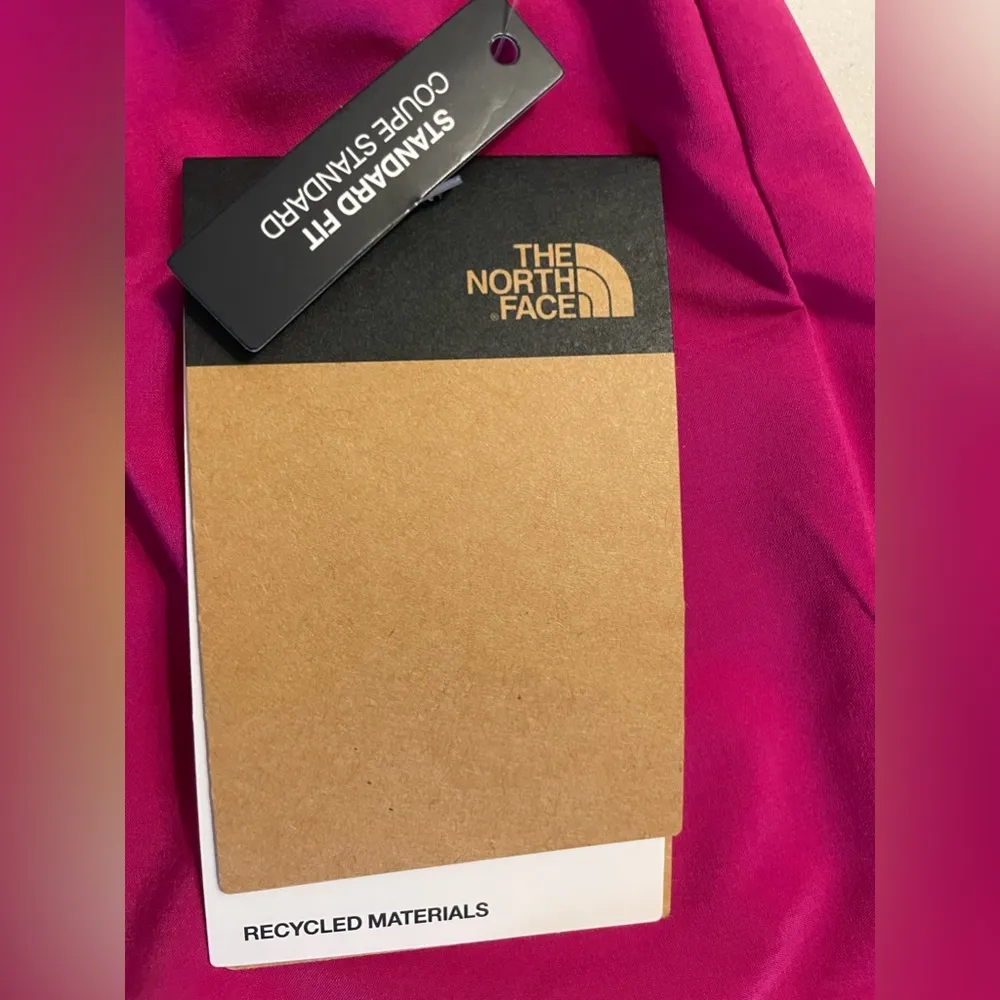 STANDARD FIT
COUPE STANDARD
THE
NORTH
® FACE
RECYCLED MATERIALS